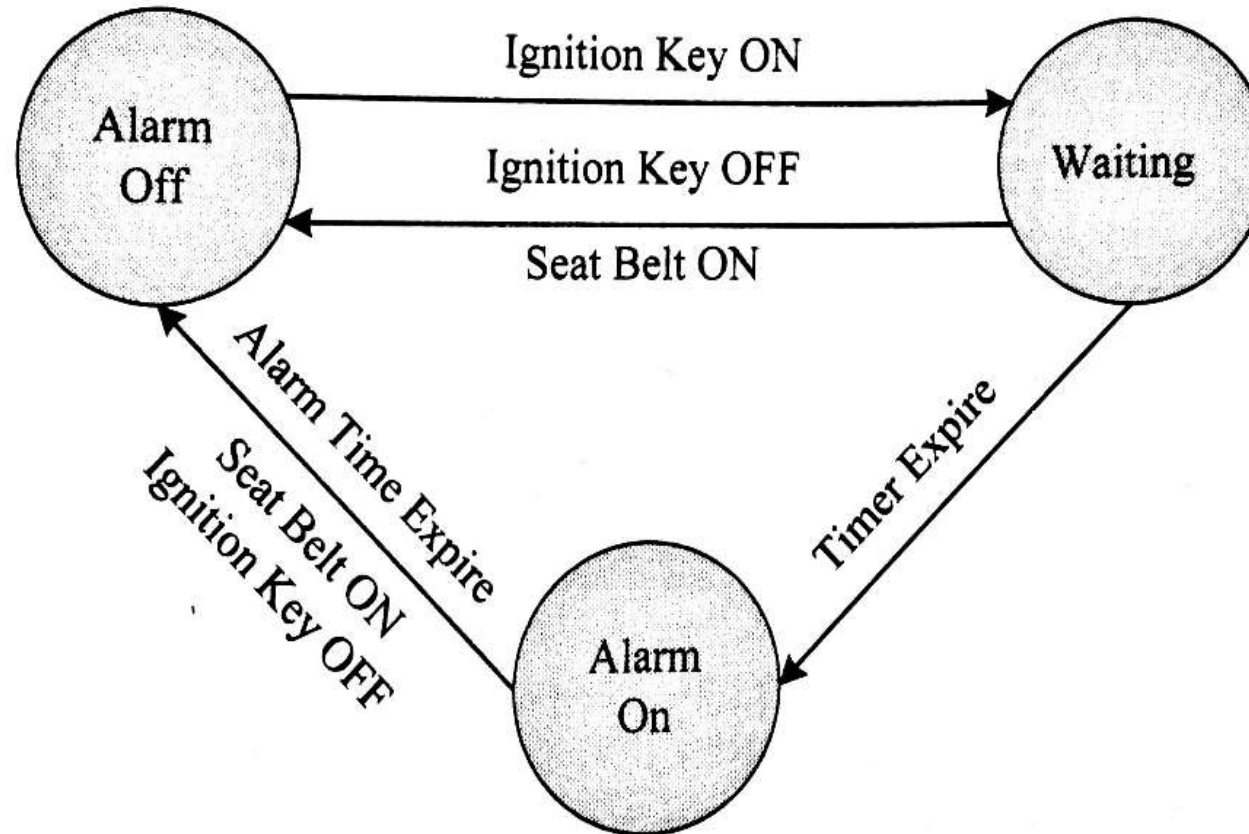 Ignition Key ON
Alarm
Off
Waiting
Ignition Key OFF
Seat Belt ON
Alarm Time Expire
Seat Belt ON
Ignition Key OFF
Timer Expire
Alarm
On